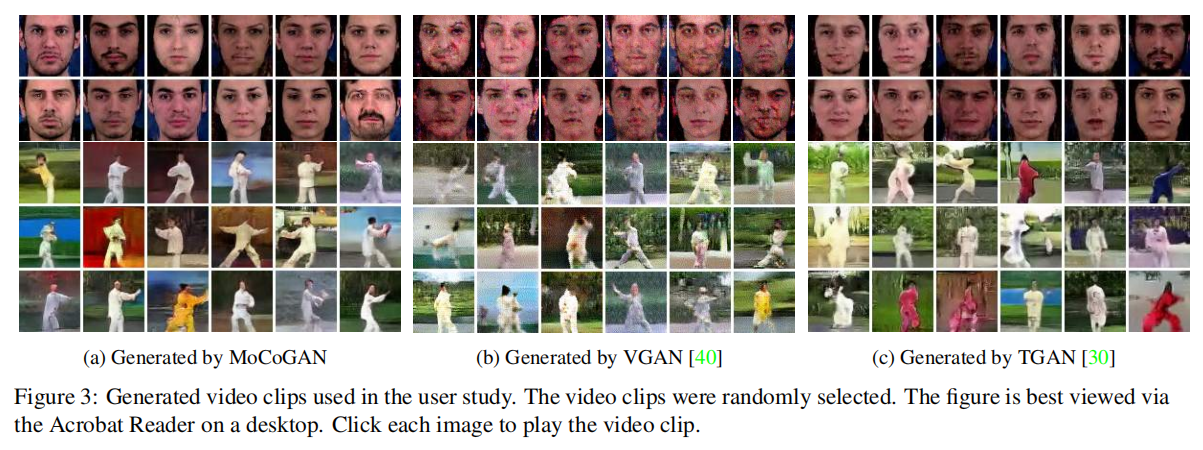 (a) Generated by MoCoGAN
(b) Generated by VGAN [40]
(c) Generated by TGAN [30]
Figure 3: Generated video clips used in the user study. The video clips were randomly selected. The figure is best viewed via
the Acrobat Reader on a desktop. Click each image to play the video clip.